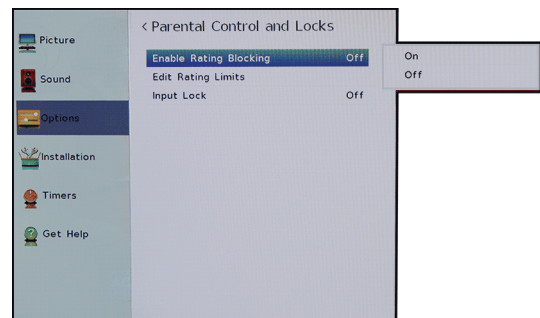 Picture
Sound
Options
Installation
Timers
Get Help
< Parental Control and Locks
Enable Rating Blocking Off
Edit Rating Limits
Input Lock Off
On
Off